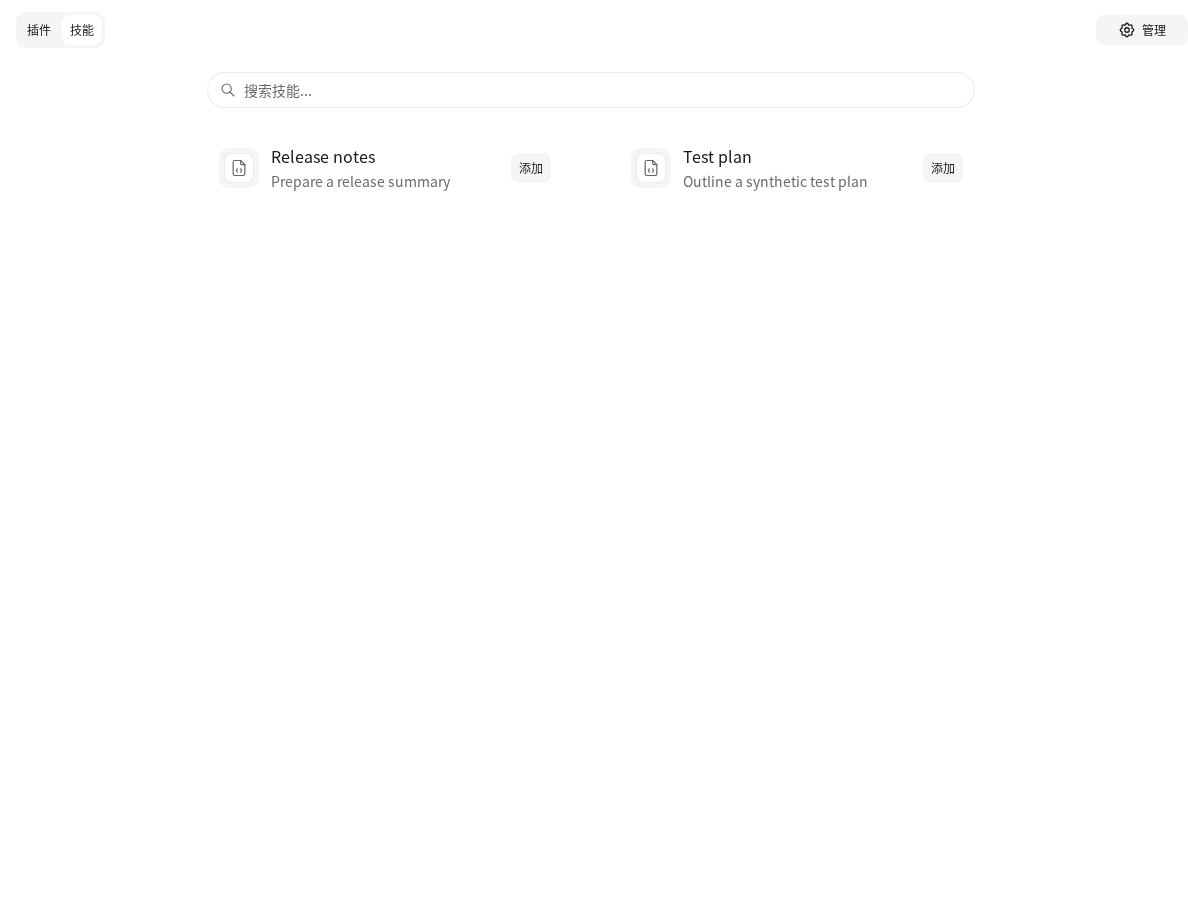 插件 技能 管理
搜索技能...
Release notes
Prepare a release summary
添加
Test plan
Outline a synthetic test plan
添加